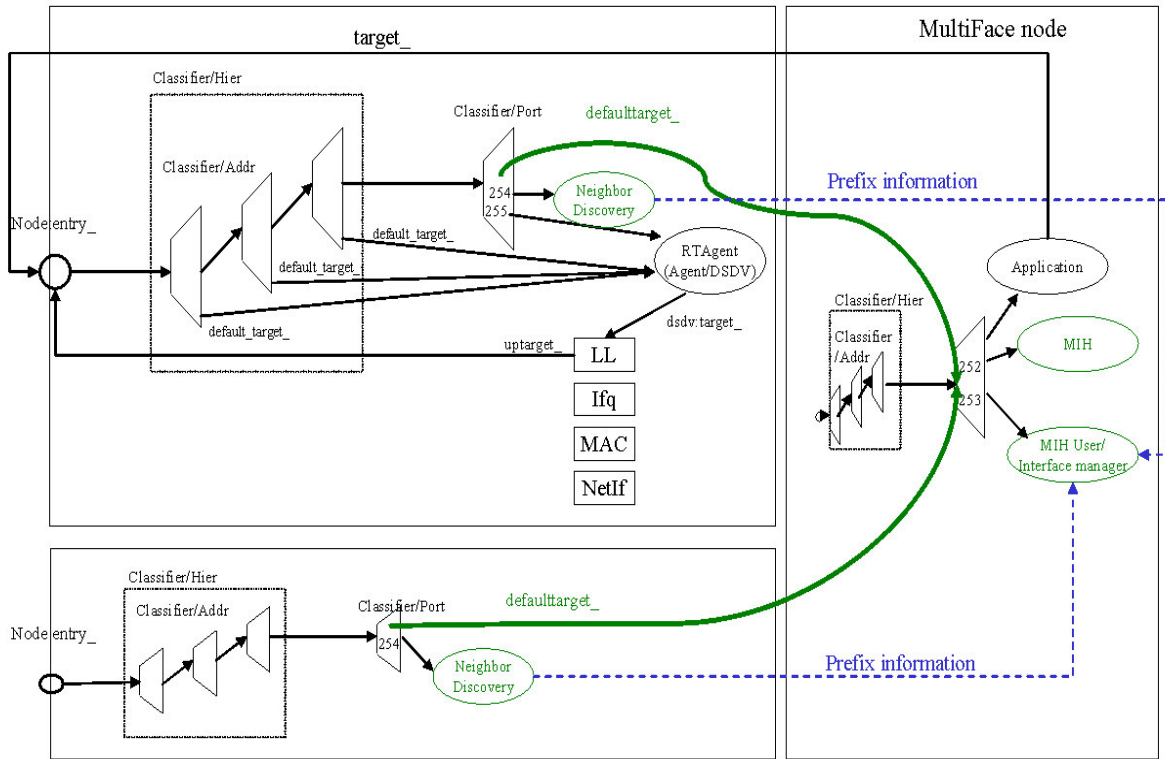 MultiFace node
target_
Classifier/Hier
Classifier/Port
defaulttarget_
Classifier/Addr
254
255
Neighbor
Discovery
Prefix information
Node entry_
default_target_
RTAgent
(Agent/DSDV)
default_target_
default_target_
dsdv:target_
uptarget_
LL
Ifq
MAC
NetIf
Application
Classifier/Hier
Classifier
/Addr
252
253
MIH
MIH User/
Interface manager
Classifier/Hier
Classifier/Addr
Classifier/Port
defaulttarget_
Node entry_
254
Neighbor
Discovery
Prefix information